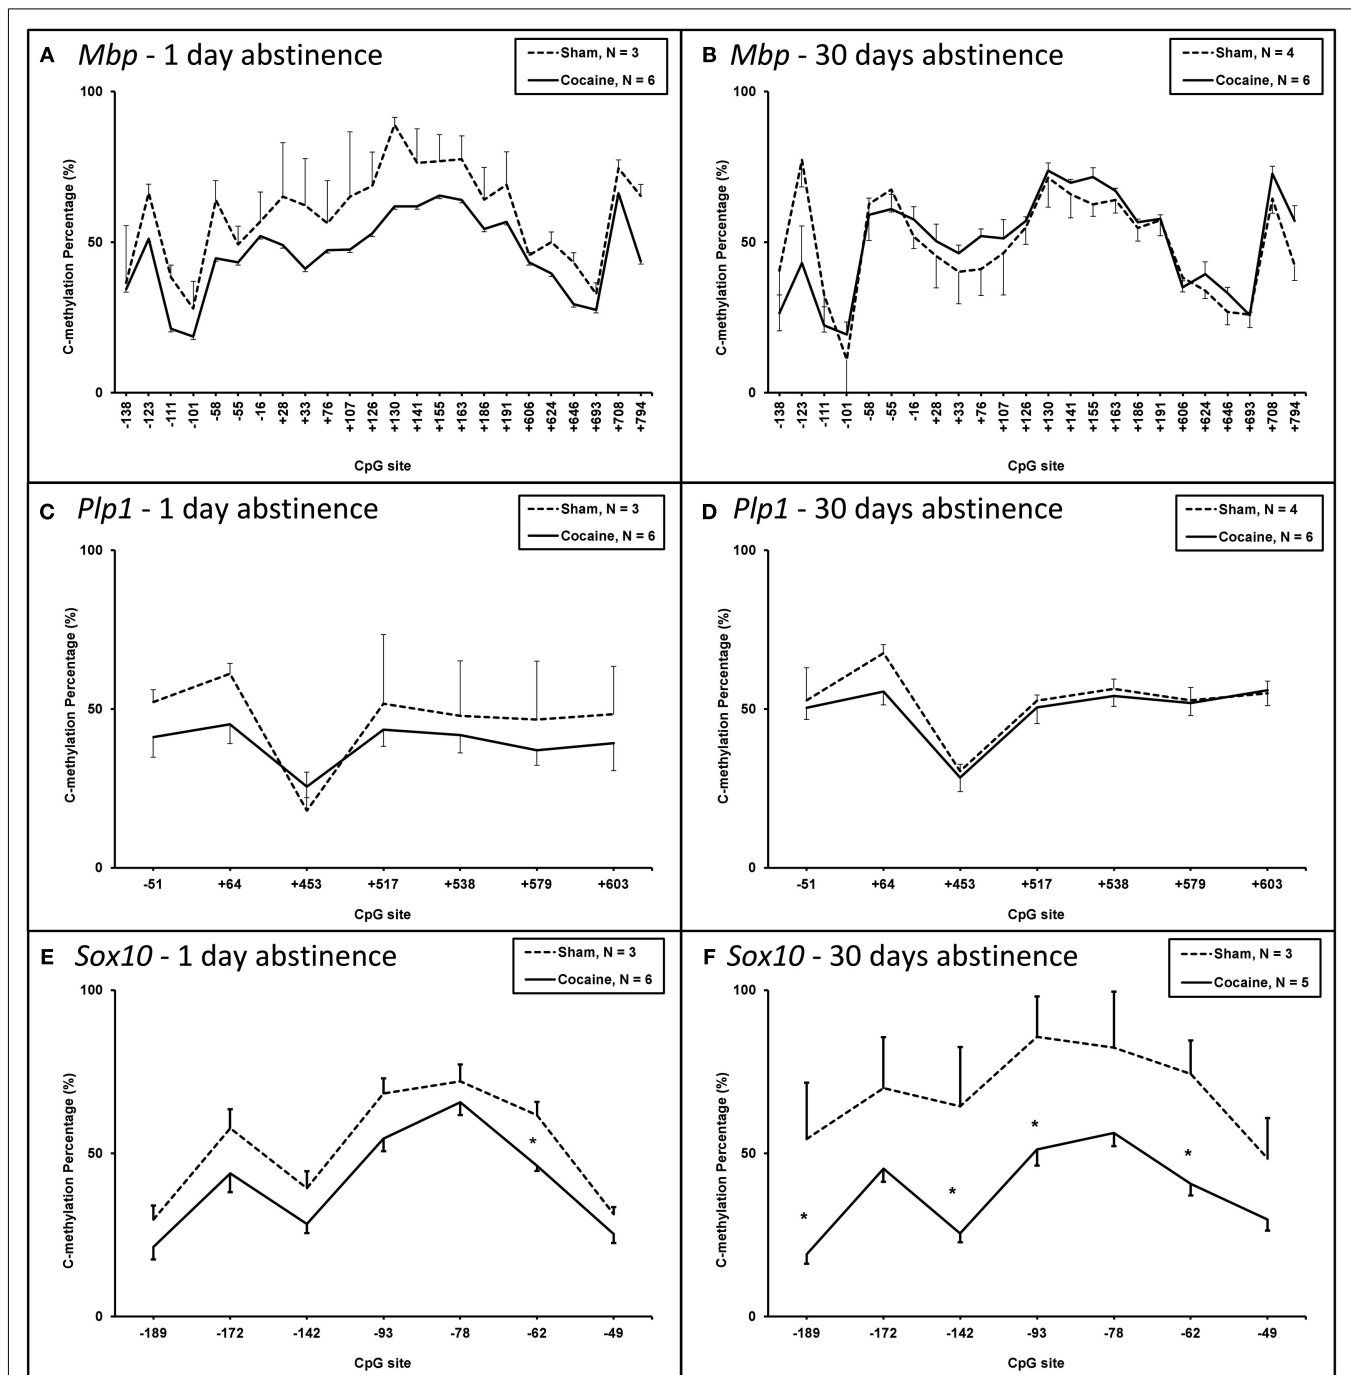 A Mbp - 1 day abstinence
Sham, N = 3
Cocaine, N = 6
C-methylation Percentage (%)
100
50
0
-138 -123 -111 -101 -58 -55 -16 +28 +33 +76 +107 +126 +130 +141 +155 +163 +186 +191 +606 +624 +646 +693 +708 +794
CpG site
B Mbp - 30 days abstinence
Sham, N = 4
Cocaine, N = 6
C-methylation Percentage (%)
100
50
0
-138 -123 -111 -101 -58 -55 -16 +28 +33 +76 +107 +126 +130 +141 +155 +163 +186 +191 +606 +624 +646 +693 +708 +794
CpG site
C Plp1 - 1 day abstinence
Sham, N = 3
Cocaine, N = 6
C-methylation Percentage (%)
100
50
0
-51 +64 +453 +517 +538 +579 +603
CpG site
D Plp1 - 30 days abstinence
Sham, N = 4
Cocaine, N = 6
C-methylation Percentage (%)
100
50
0
-51 +64 +453 +517 +538 +579 +603
CpG site
E Sox10 - 1 day abstinence
Sham, N = 3
Cocaine, N = 6
C-methylation Percentage (%)
100
50
0
*
-189 -172 -142 -93 -78 -62 -49
CpG site
F Sox10 - 30 days abstinence
Sham, N = 3
Cocaine, N = 5
C-methylation Percentage (%)
100
50
0
* * * *
-189 -172 -142 -93 -78 -62 -49
CpG site